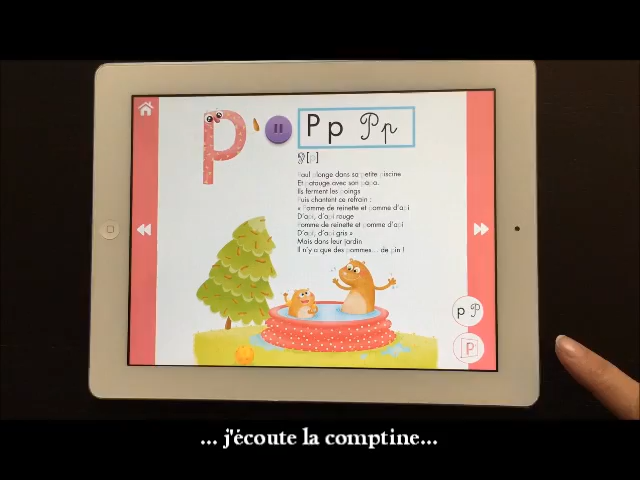 P
P p P p
P [p]
Paul plonge dans sa petite piscine
Et patauge avec son papa.
Ils ferment les poings
Puis chantent ce refrain :
« Pomme de reinette et pomme d'api
D'api, d'api rouge
Pomme de reinette et pomme d'api
D'api, d'api gris »
Mais dans leur jardin
Il n'y a que des pommes... de pin !
p P
[P]
... j'écoute la comptine...